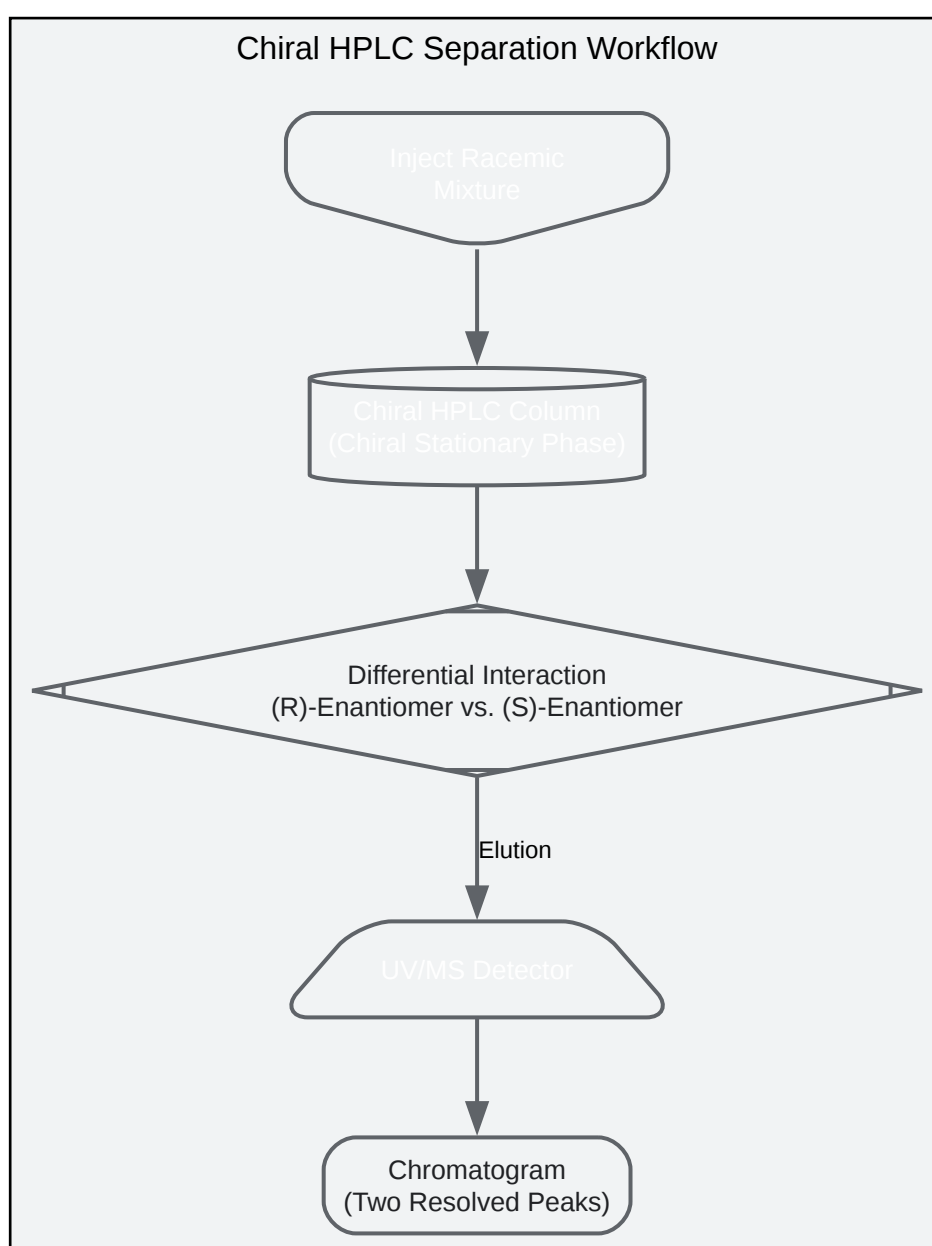 Chiral HPLC Separation Workflow
Inject Racemic
Mixture
Chiral HPLC Column
(Chiral Stationary Phase)
Differential Interaction
(R)-Enantiomer vs. (S)-Enantiomer
Elution
UV/MS Detector
Chromatogram
(Two Resolved Peaks)